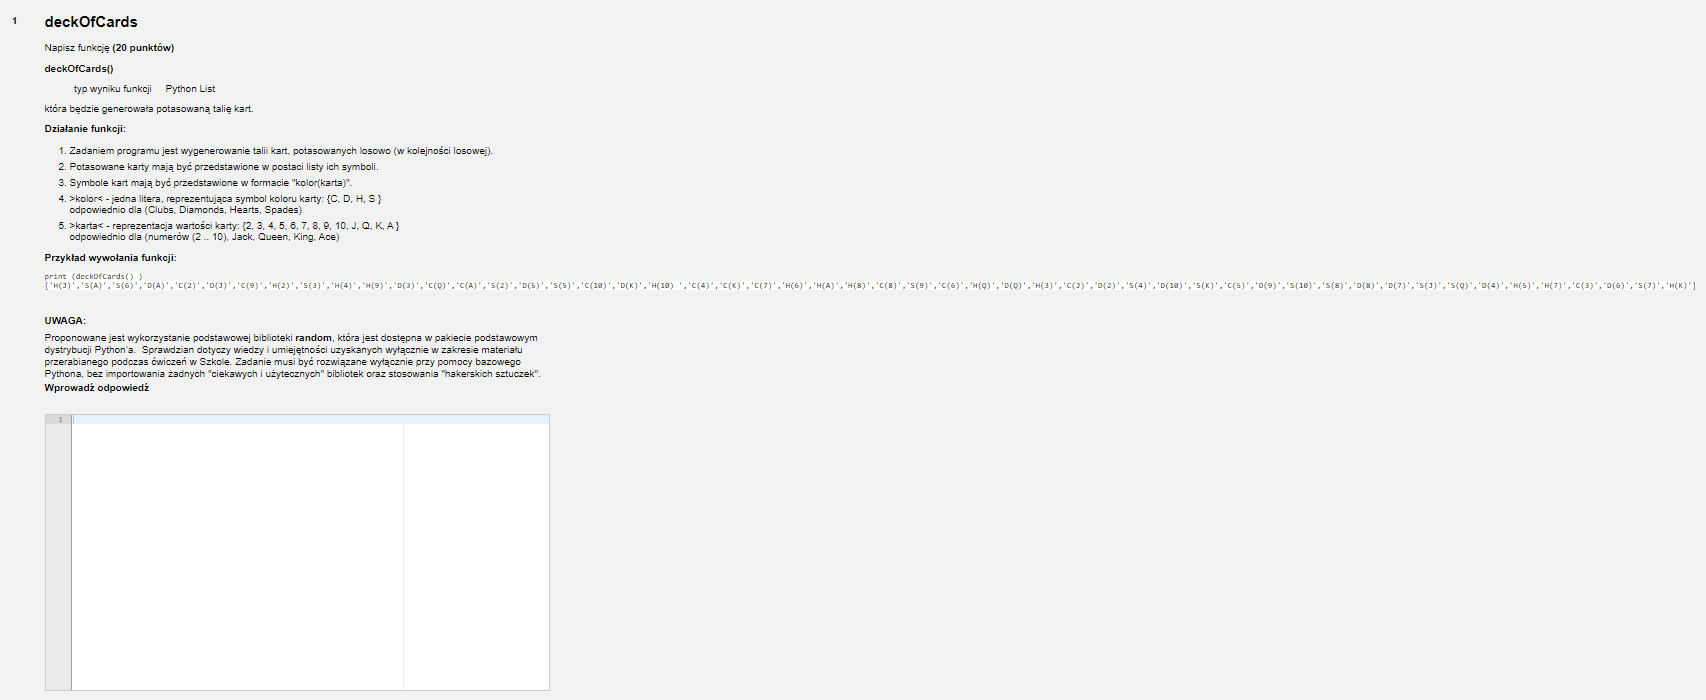 1
deckOfCards
Napisz funkcję (20 punktów)
deckOfCards()
typ wyniku funkcji Python List
która będzie generowała potasowaną talię kart.
Działanie funkcji:
1. Zadaniem programu jest wygenerowanie talii kart, potasowanych losowo (w kolejności losowej).
2. Potasowane karty mają być przedstawione w postaci listy ich symboli.
3. Symbole kart mają być przedstawione w formacie "kolor(karta)".
4. >kolor< - jedna litera, reprezentująca symbol koloru karty: {C, D, H, S }
odpowiednio dla (Clubs, Diamonds, Hearts, Spades)
5. >karta< - reprezentacja wartości karty: {2, 3, 4, 5, 6, 7, 8, 9, 10, J, Q, K, A }
odpowiednio dla (numerów (2 .. 10), Jack, Queen, King, Ace)
Przykład wywołania funkcji:
print (deckOfCards() )
['H(J)','S(A)','S(6)','D(A)','C(2)','D(J)','C(9)','H(2)','S(3)','H(4)','H(9)','D(3)','C(Q)','C(A)','S(2)','D(5)','S(5)','C(10)','D(K)','H(10) ','C(4)','C(K)','C(7)','H(6)','H(A)','H(8)','C(8)','S(9)','C(6)','H(Q)','D(Q)','H(3)','C(J)','D(2)','S(4)','D(10)','S(K)','C(5)','D(9)','S(10)','S(8)','D(8)','D(7)','S(J)','S(Q)','D(4)','H(5)','H(7)','C(3)','D(6)','S(7)','H(K)']
UWAGA:
Proponowane jest wykorzystanie podstawowej biblioteki random, która jest dostępna w pakiecie podstawowym
dystrybucji Python'a. Sprawdzian dotyczy wiedzy i umiejętności uzyskanych wyłącznie w zakresie materiału
przerabianego podczas ćwiczeń w Szkole. Zadanie musi być rozwiązane wyłącznie przy pomocy bazowego
Pythona, bez importowania żadnych "ciekawych i użytecznych" bibliotek oraz stosowania "hakerskich sztuczek".
Wprowadź odpowiedź
1